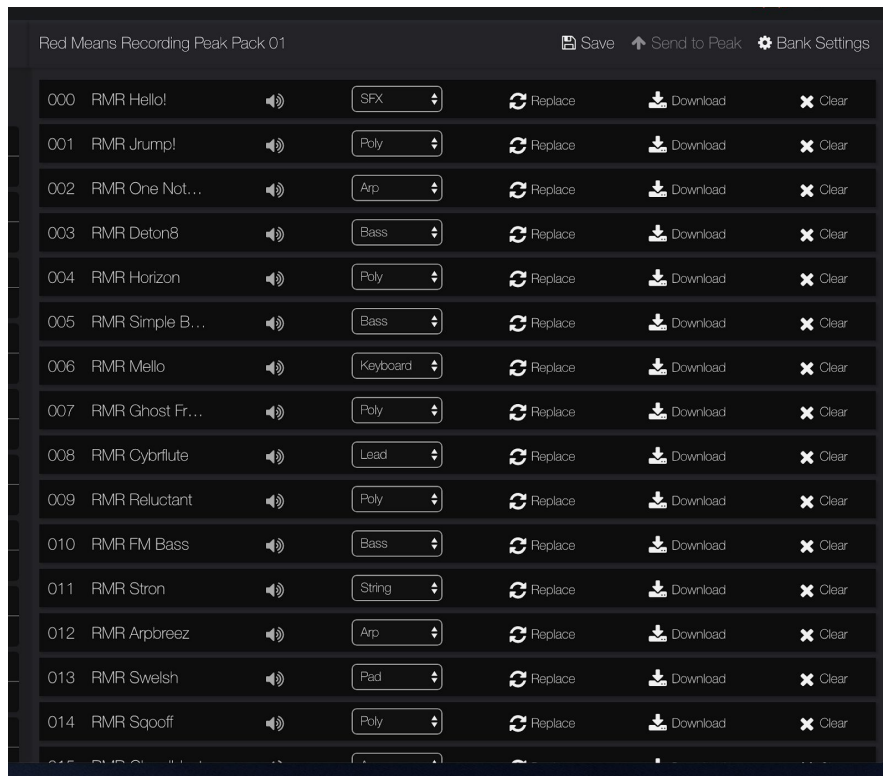 Red Means Recording Peak Pack 01 Save Send to Peak Bank Settings
000 RMR Hello! SFX Replace Download Clear
001 RMR Jrump! Poly Replace Download Clear
002 RMR One Not... Arp Replace Download Clear
003 RMR Deton8 Bass Replace Download Clear
004 RMR Horizon Poly Replace Download Clear
005 RMR Simple B... Bass Replace Download Clear
006 RMR Mello Keyboard Replace Download Clear
007 RMR Ghost Fr... Poly Replace Download Clear
008 RMR Cybrflute Lead Replace Download Clear
009 RMR Reluctant Poly Replace Download Clear
010 RMR FM Bass Bass Replace Download Clear
011 RMR Stron String Replace Download Clear
012 RMR Arpbreez Arp Replace Download Clear
013 RMR Swelsh Pad Replace Download Clear
014 RMR Sqooff Poly Replace Download Clear
015 RMR